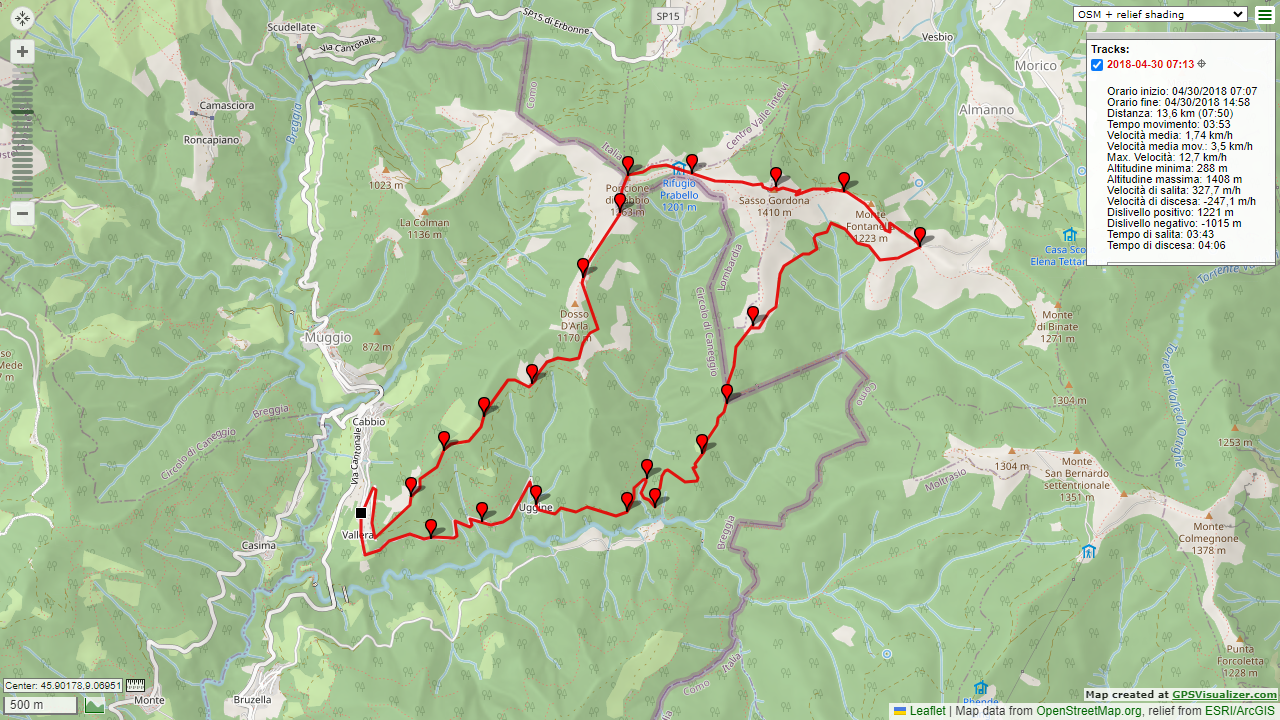 SP15 di Erbonne
SP15
OSM + relief shading
Scudellate
Via Cantonale
Vesbio
Morico
Tracks:
2018-04-30 07:13
Orario inizio: 04/30/2018 07:07
Orario fine: 04/30/2018 14:58
Distanza: 13,6 km (07:50)
Tempo movimento: 03:53
Velocità media: 1,74 km/h
Velocità media mov.: 3,5 km/h
Max. Velocità: 12,7 km/h
Altitudine minima: 288 m
Altitudine massima: 1408 m
Velocità di salita: 327,7 m/h
Velocità di discesa: -247,1 m/h
Dislivello positivo: 1221 m
Dislivello negativo: -1015 m
Tempo di salita: 03:43
Tempo di discesa: 04:06
Como
Italia
Centro Valle Intelvi
Almanno
Camasciora
Roncapiano
Breggia
1023 m
La Colman
1136 m
Rifugio
Prabello
1201 m
Sasso Gordona
1410 m
Monte
1223 m
Casa Sco
Elena Tettan
Torrente Va
Lombardia
Circolo di Caneggio
Dosso
D'Arla
1170 m
Monte
di Binate
1271 m
Muggio
872 m
Torrente Valle di Ortighe
Como
1304 m
Cabbio
Breggia
Circolo di Caneggio
Via Cantonale
1253 m
Moltrasio
1304 m
Monte
San Bernardo
settentrionale
1351 m
Uggine
Vallera
Casima
Breggia
Monte
Colmegnone
1378 m
Punta
Forcoletta
1228 m
Italia
Como
Center: 45.90178,9.06951
500 m
Monte
Bruzella
Map created at GPSVisualizer.com
Leaflet | Map data from OpenStreetMap.org, relief from ESRI/ArcGIS